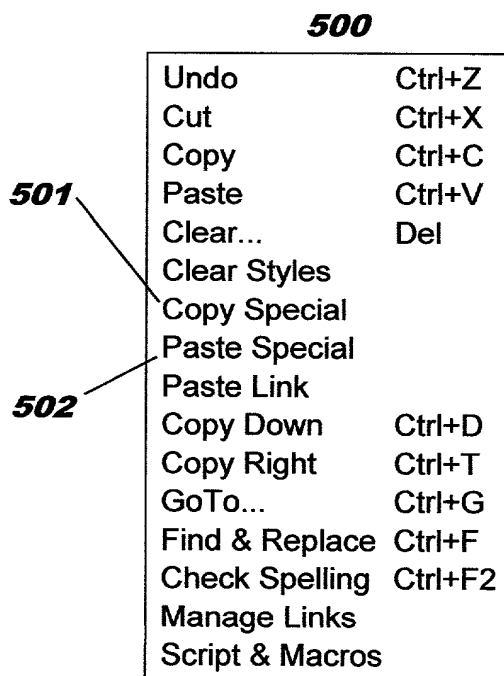 500
Undo Ctrl+Z
Cut Ctrl+X
Copy Ctrl+C
501
Paste Ctrl+V
Clear... Del
Clear Styles
Copy Special
Paste Special
Paste Link
502
Copy Down Ctrl+D
Copy Right Ctrl+T
GoTo... Ctrl+G
Find & Replace Ctrl+F
Check Spelling Ctrl+F2
Manage Links
Script & Macros